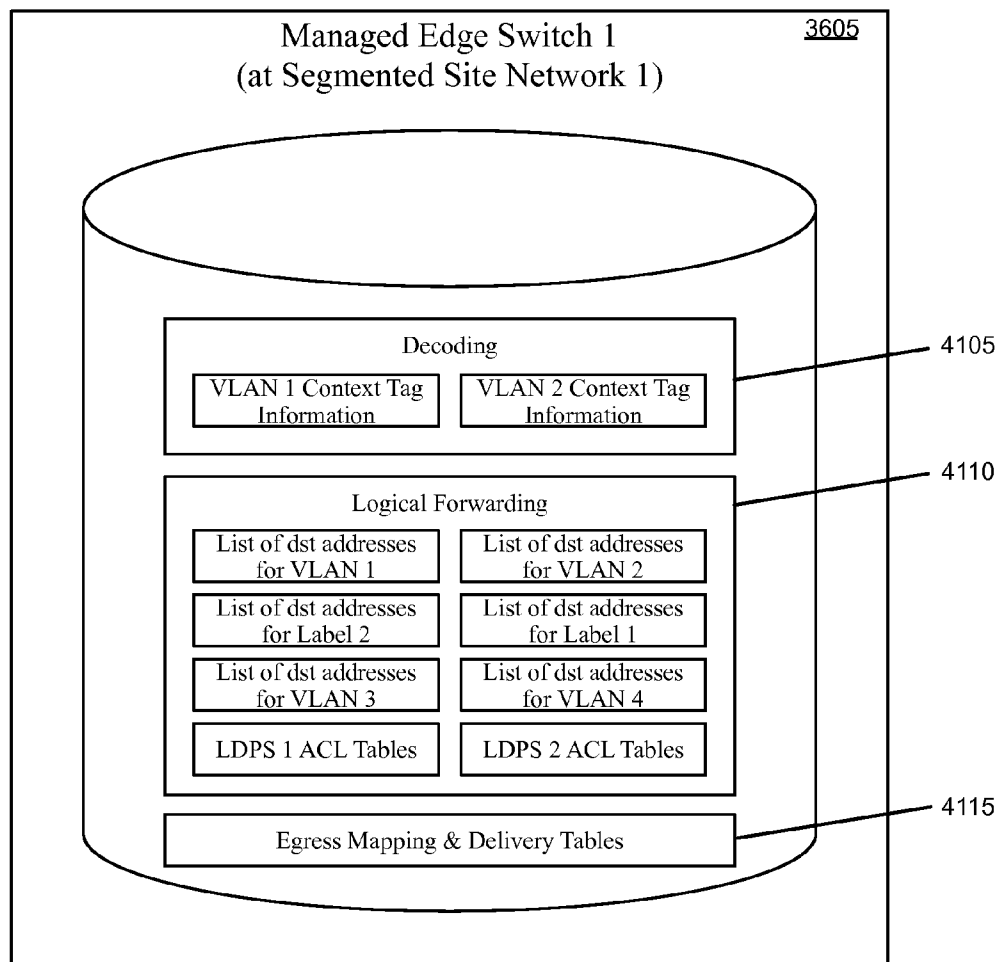 Managed Edge Switch 1
(at Segmented Site Network 1)
3605
Decoding
VLAN 1 Context Tag
Information
VLAN 2 Context Tag
Information
4105
Logical Forwarding
List of dst addresses
for VLAN 1
List of dst addresses
for VLAN 2
List of dst addresses
for Label 2
List of dst addresses
for Label 1
List of dst addresses
for VLAN 3
List of dst addresses
for VLAN 4
LDPS 1 ACL Tables
LDPS 2 ACL Tables
4110
Egress Mapping & Delivery Tables
4115